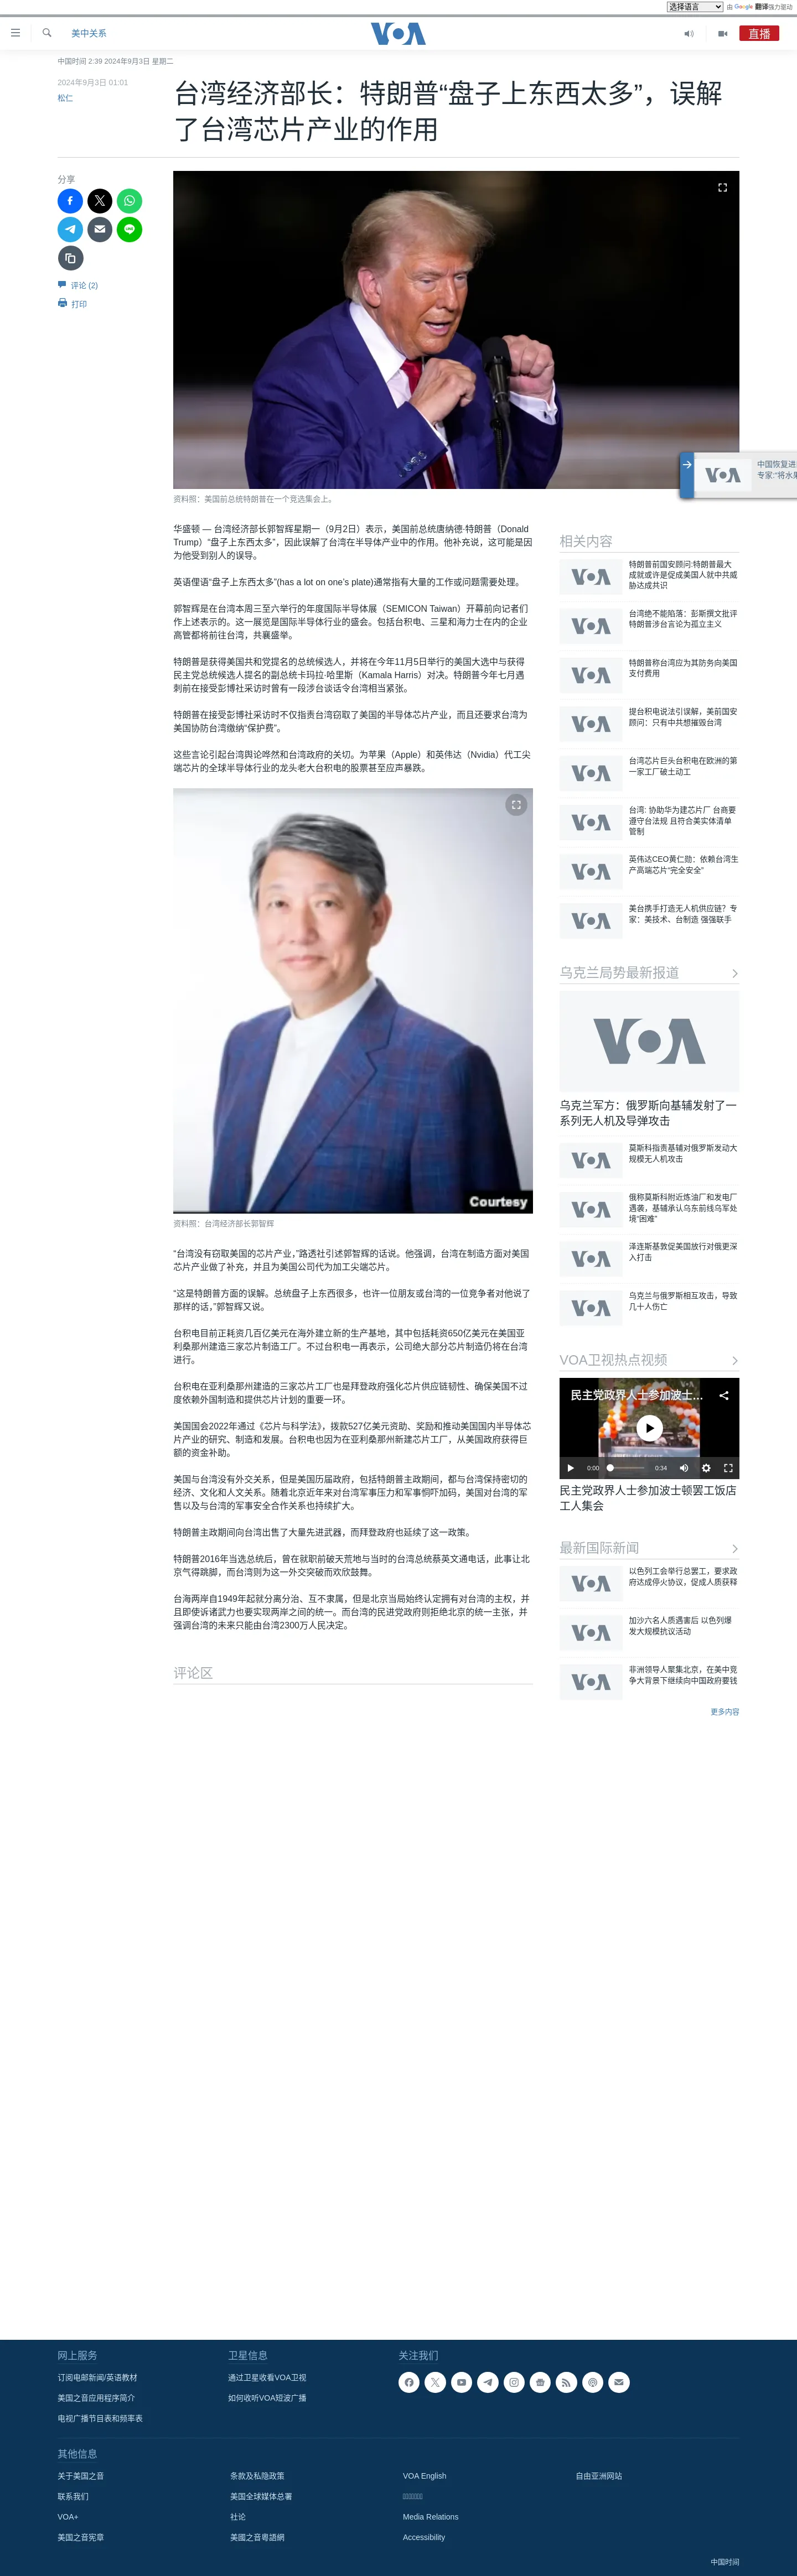 选择语言 由 Google 翻译强力驱动
美中关系
VOA
直播
中国时间 2:39 2024年9月3日 星期二
2024年9月3日 01:01
松仁
台湾经济部长：特朗普“盘子上东西太多”，误解
了台湾芯片产业的作用
分享
评论 (2)
打印
资料照：美国前总统特朗普在一个竞选集会上。
中国恢复进
专家:“将水果
VOA
华盛顿 — 台湾经济部长郭智辉星期一（9月2日）表示，美国前总统唐纳德·特朗普（Donald
Trump）“盘子上东西太多”，因此误解了台湾在半导体产业中的作用。他补充说，这可能是因
为他受到别人的误导。
英语俚语“盘子上东西太多”(has a lot on one’s plate)通常指有大量的工作或问题需要处理。
郭智辉是在台湾本周三至六举行的年度国际半导体展（SEMICON Taiwan）开幕前向记者们
作上述表示的。这一展览是国际半导体行业的盛会。包括台积电、三星和海力士在内的企业
高管都将前往台湾，共襄盛举。
特朗普是获得美国共和党提名的总统候选人，并将在今年11月5日举行的美国大选中与获得
民主党总统候选人提名的副总统卡玛拉·哈里斯（Kamala Harris）对决。特朗普今年七月遇
刺前在接受彭博社采访时曾有一段涉台谈话令台湾相当紧张。
特朗普在接受彭博社采访时不仅指责台湾窃取了美国的半导体芯片产业，而且还要求台湾为
美国协防台湾缴纳“保护费”。
这些言论引起台湾舆论哗然和台湾政府的关切。为苹果（Apple）和英伟达（Nvidia）代工尖
端芯片的全球半导体行业的龙头老大台积电的股票甚至应声暴跌。
Courtesy
资料照：台湾经济部长郭智辉
“台湾没有窃取美国的芯片产业，”路透社引述郭智辉的话说。他强调，台湾在制造方面对美国
芯片产业做了补充，并且为美国公司代为加工尖端芯片。
“这是特朗普方面的误解。总统盘子上东西很多，也许一位朋友或台湾的一位竞争者对他说了
那样的话，”郭智辉又说。
台积电目前正耗资几百亿美元在海外建立新的生产基地，其中包括耗资650亿美元在美国亚
利桑那州建造三家芯片制造工厂。不过台积电一再表示，公司绝大部分芯片制造仍将在台湾
进行。
台积电在亚利桑那州建造的三家芯片工厂也是拜登政府强化芯片供应链韧性、确保美国不过
度依赖外国制造和提供芯片计划的重要一环。
美国国会2022年通过《芯片与科学法》，拨款527亿美元资助、奖励和推动美国国内半导体芯
片产业的研究、制造和发展。台积电也因为在亚利桑那州新建芯片工厂，从美国政府获得巨
额的资金补助。
美国与台湾没有外交关系，但是美国历届政府，包括特朗普主政期间，都与台湾保持密切的
经济、文化和人文关系。随着北京近年来对台湾军事压力和军事恫吓加码，美国对台湾的军
售以及与台湾的军事安全合作关系也持续扩大。
特朗普主政期间向台湾出售了大量先进武器，而拜登政府也延续了这一政策。
特朗普2016年当选总统后，曾在就职前破天荒地与当时的台湾总统蔡英文通电话，此事让北
京气得跳脚，而台湾则为这一外交突破而欢欣鼓舞。
台海两岸自1949年起就分离分治、互不隶属，但是北京当局始终认定拥有对台湾的主权，并
且即使诉诸武力也要实现两岸之间的统一。而台湾的民进党政府则拒绝北京的统一主张，并
强调台湾的未来只能由台湾2300万人民决定。
评论区
相关内容
VOA
特朗普前国安顾问:特朗普最大
成就或许是促成美国人就中共威
胁达成共识
VOA
台湾绝不能陷落：彭斯撰文批评
特朗普涉台言论为孤立主义
VOA
特朗普称台湾应为其防务向美国
支付费用
VOA
提台积电说法引误解，美前国安
顾问：只有中共想摧毁台湾
VOA
台湾芯片巨头台积电在欧洲的第
一家工厂破土动工
VOA
台湾: 协助华为建芯片厂 台商要
遵守台法规 且符合美实体清单
管制
VOA
英伟达CEO黄仁勋：依赖台湾生
产高端芯片“完全安全”
VOA
美台携手打造无人机供应链？专
家：美技术、台制造 强强联手
乌克兰局势最新报道
VOA
乌克兰军方：俄罗斯向基辅发射了一
系列无人机及导弹攻击
VOA
莫斯科指责基辅对俄罗斯发动大
规模无人机攻击
VOA
俄称莫斯科附近炼油厂和发电厂
遇袭，基辅承认乌东前线乌军处
境“困难”
VOA
泽连斯基敦促美国放行对俄更深
入打击
VOA
乌克兰与俄罗斯相互攻击，导致
几十人伤亡
VOA卫视热点视频
民主党政界人士参加波士...
0:00 0:34
民主党政界人士参加波士顿罢工饭店
工人集会
最新国际新闻
VOA
以色列工会举行总罢工，要求政
府达成停火协议，促成人质获释
VOA
加沙六名人质遇害后 以色列爆
发大规模抗议活动
VOA
非洲领导人聚集北京，在美中竞
争大背景下继续向中国政府要钱
更多内容
网上服务
订阅电邮新闻/英语教材
美国之音应用程序简介
电视广播节目表和频率表
卫星信息
通过卫星收看VOA卫视
如何收听VOA短波广播
关注我们
其他信息
关于美国之音
联系我们
VOA+
美国之音宪章
条款及私隐政策
美国全球媒体总署
社论
美國之音粵語網
VOA English
Media Relations
Accessibility
自由亚洲网站
中国时间